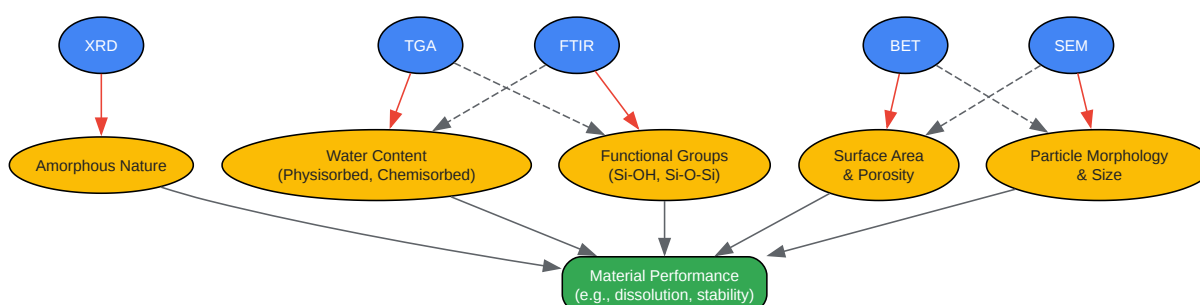 XRD
TGA
FTIR
BET
SEM
Amorphous Nature
Water Content
(Physisorbed, Chemisorbed)
Functional Groups
(Si-OH, Si-O-Si)
Surface Area
& Porosity
Particle Morphology
& Size
Material Performance
(e.g., dissolution, stability)